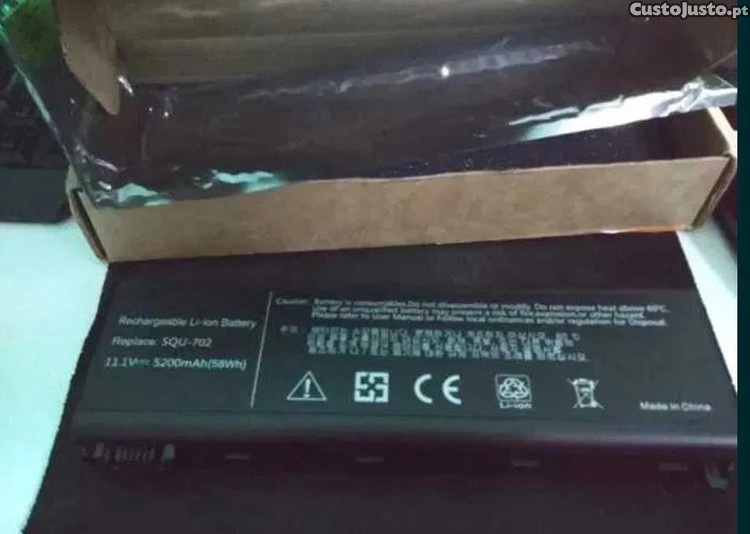 CustoJusto.pt
Rechargeable Li-ion Battery
Replace: SQU-702
11.1V⎓ 5200mAh(58Wh)
Caution: Battery is consumables.Do not disassemble or modify. Do not expose heat above 60℃.
Use of an unspecified battery may present a risk of fire,explosion,or other hazard.
Please refer to User Manual or Follow local ordinances and/or regulation for Disposal.
CE
Li-ion
Made in China